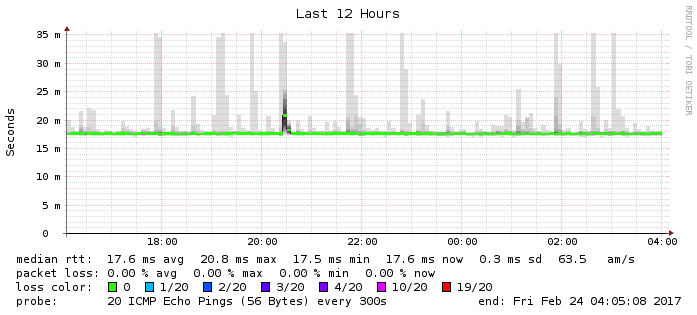 Last 12 Hours
RRDTOOL / TOBI OETIKER
Seconds
35 m
30 m
25 m
20 m
15 m
10 m
5 m
0
18:00 20:00 22:00 00:00 02:00 04:00
median rtt: 17.6 ms avg 20.8 ms max 17.5 ms min 17.6 ms now 0.3 ms sd 63.5 am/s
packet loss: 0.00 % avg 0.00 % max 0.00 % min 0.00 % now
loss color: 0 1/20 2/20 3/20 4/20 10/20 19/20
probe: 20 ICMP Echo Pings (56 Bytes) every 300s end: Fri Feb 24 04:05:08 2017